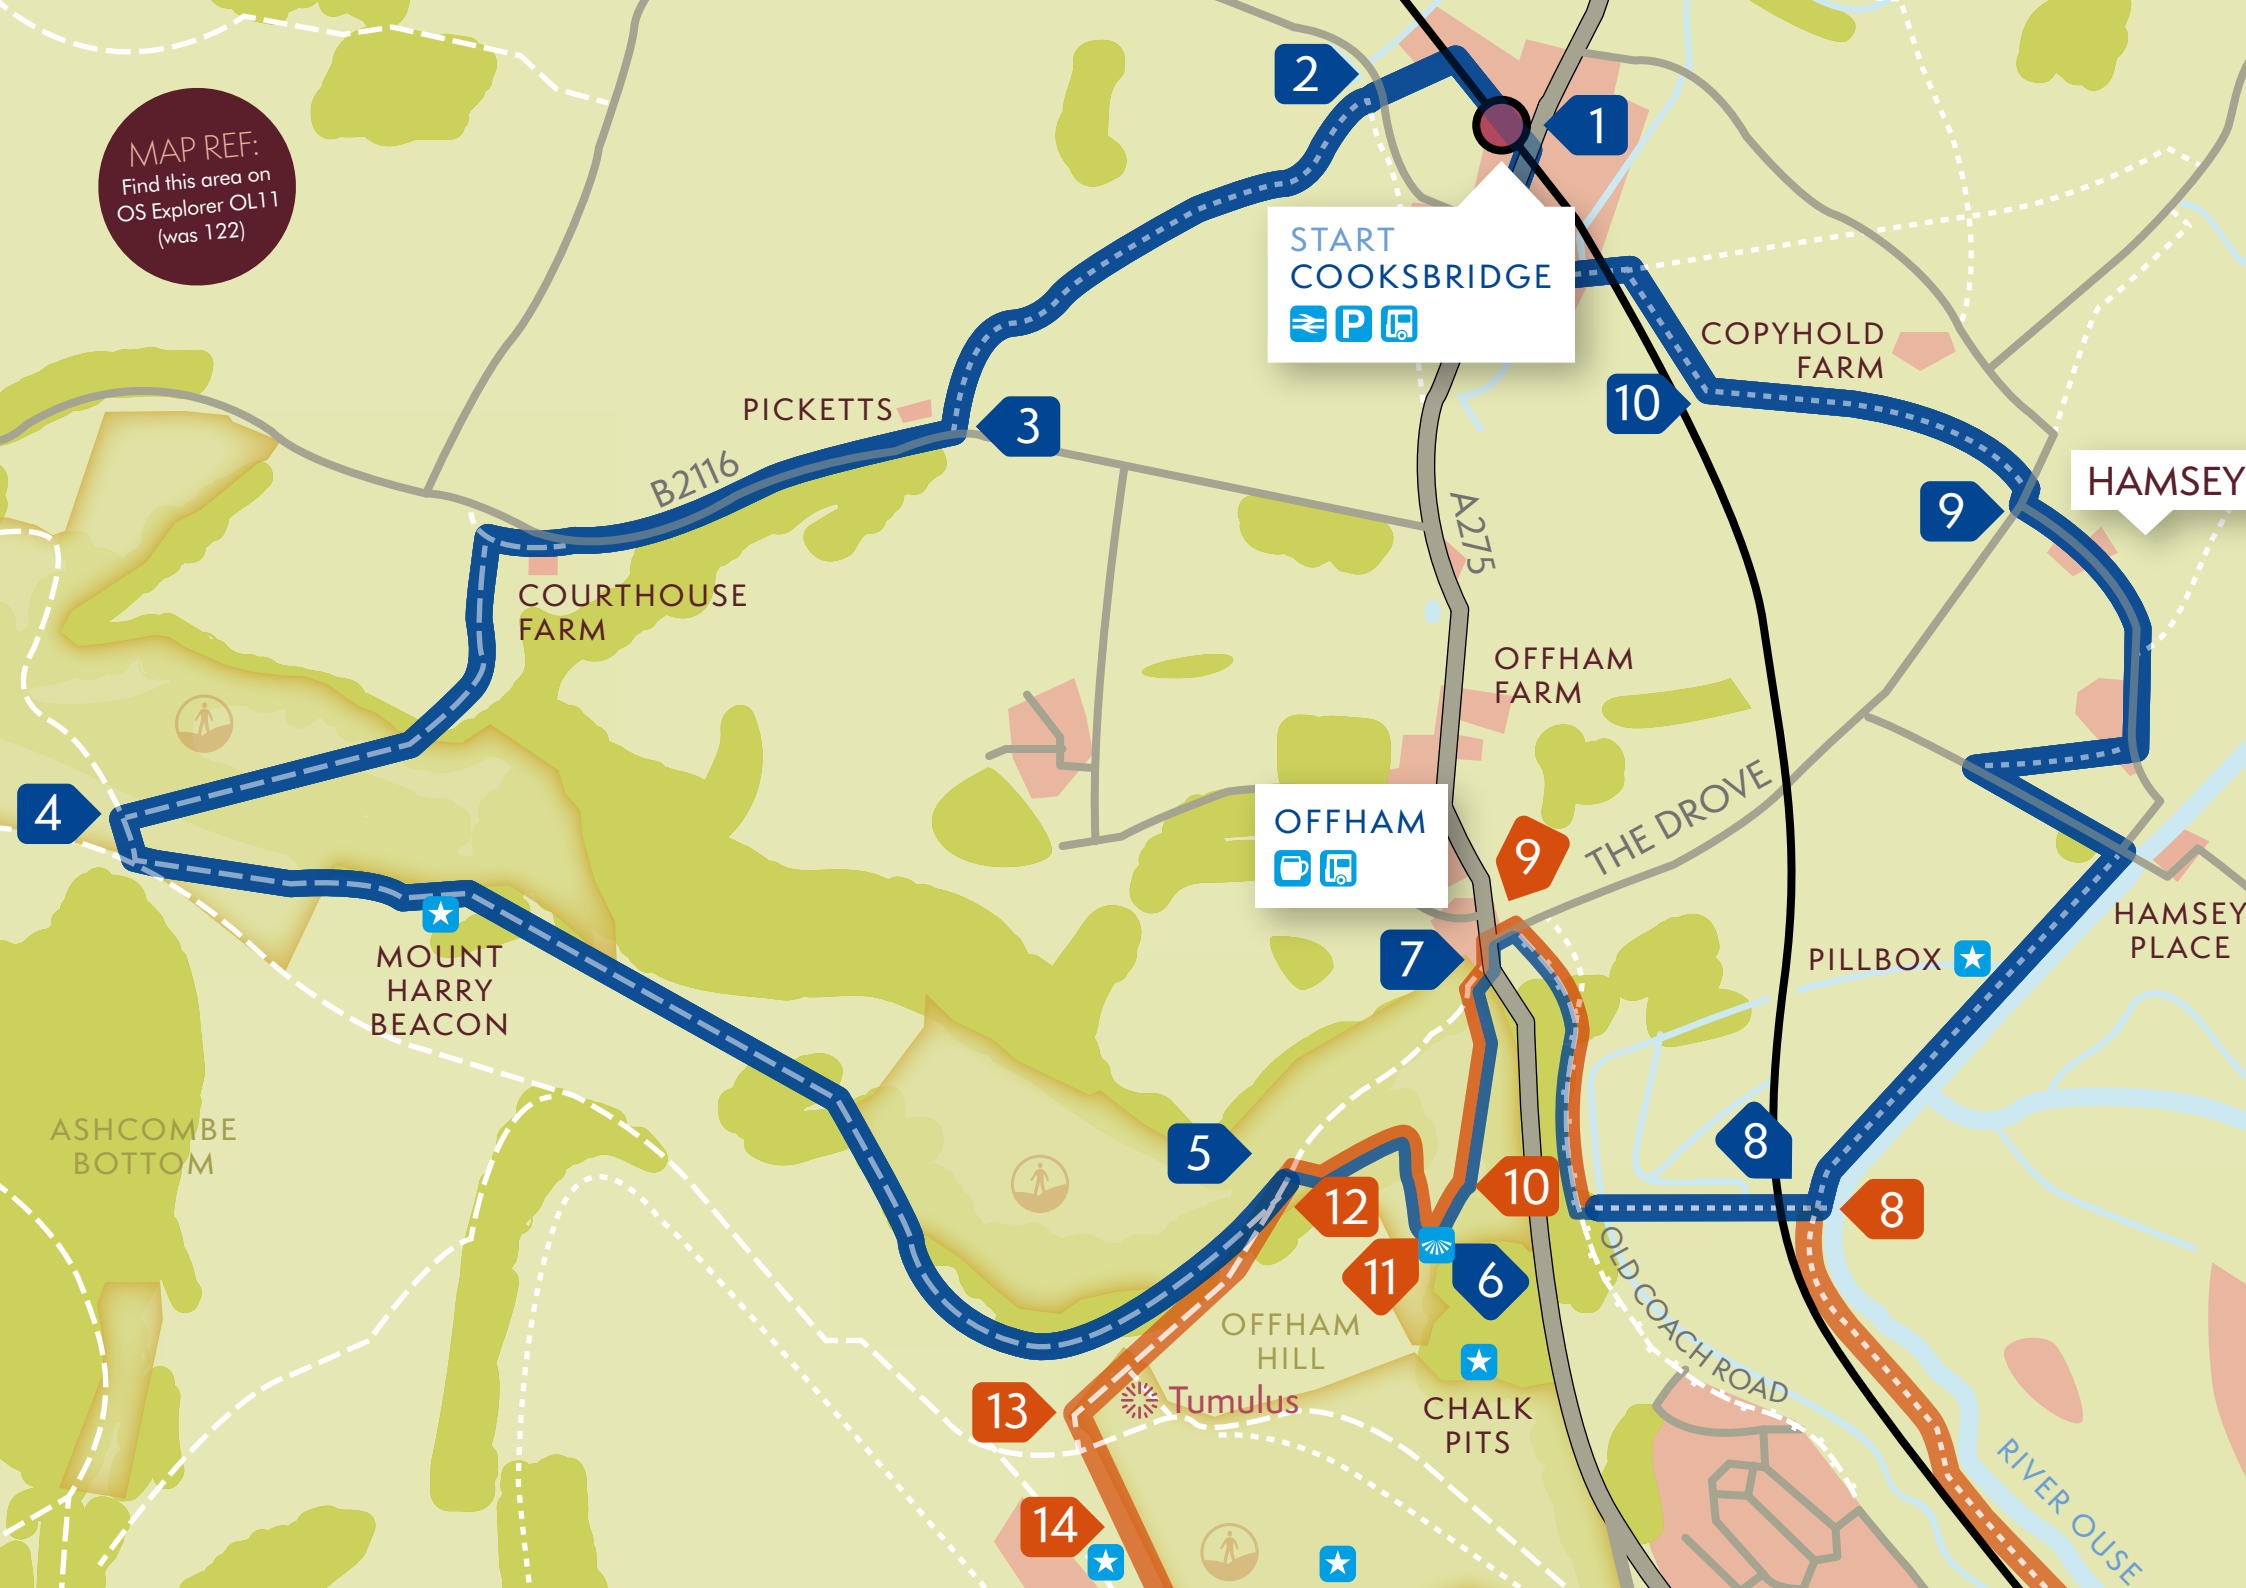 2
1
MAP REF:
Find this area on
OS Explorer OL11
(was 122)
START
COOKSBRIDGE
P
COPYHOLD
FARM
10
PICKETTS
3
B2116
HAMSEY
9
A275
COURTHOUSE
FARM
OFFHAM
FARM
4
OFFHAM
THE DROVE
9
7
MOUNT
HARRY
BEACON
PILLBOX
HAMSEY
PLACE
ASHCOMBE
BOTTOM
5
8
12
10
8
11
6
OLD COACH ROAD
OFFHAM
HILL
13
Tumulus
CHALK
PITS
RIVER OUSE
14